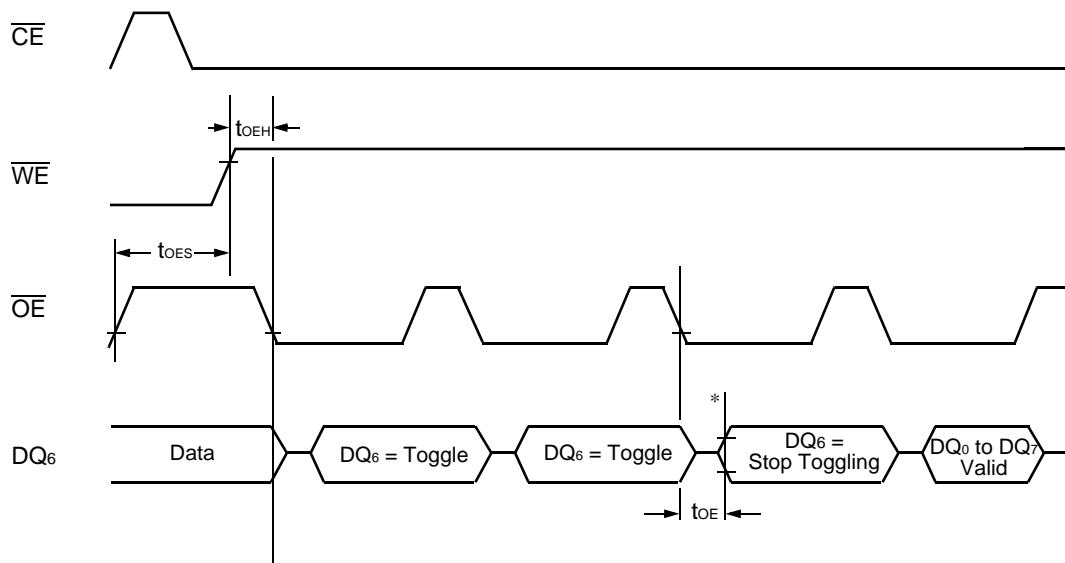 CE
tOEH
WE
tOES
OE
*
DQ6
Data
DQ6 = Toggle
DQ6 = Toggle
DQ6 =
Stop Toggling
DQ0 to DQ7
Valid
tOE